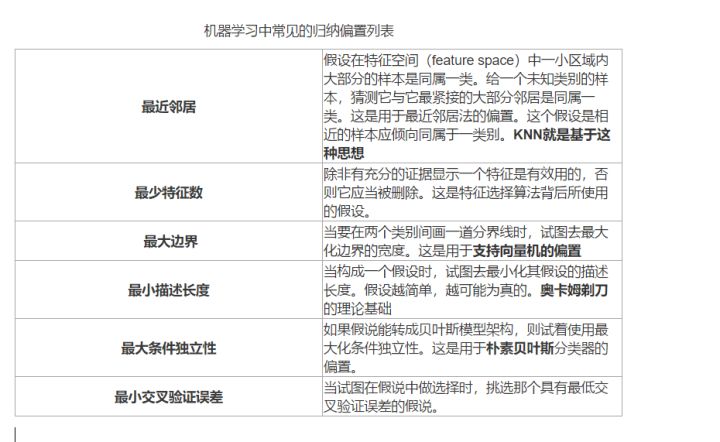 机器学习中常见的归纳偏置列表
最近邻居
假设在特征空间（feature space）中一小区域内
大部分的样本是同属一类。给一个未知类别的样
本，猜测它与它最紧接的大部分邻居是同属一
类。这是用于最近邻居法的偏置。这个假设是相
近的样本应倾向同属于一类别。KNN就是基于这
种思想
最少特征数
除非有充分的证据显示一个特征是有效用的，否
则它应当被删除。这是特征选择算法背后所使用
的假设。
最大边界
当要在两个类别间画一道分界线时，试图去最大
化边界的宽度。这是用于支持向量机的偏置
最小描述长度
当构成一个假设时，试图去最小化其假设的描述
长度。假设越简单，越可能为真的。奥卡姆剃刀
的理论基础
最大条件独立性
如果假说能转成贝叶斯模型架构，则试着使用最
大化条件独立性。这是用于朴素贝叶斯分类器的
偏置。
最小交叉验证误差
当试图在假说中做选择时，挑选那个具有最低交
叉验证误差的假说。